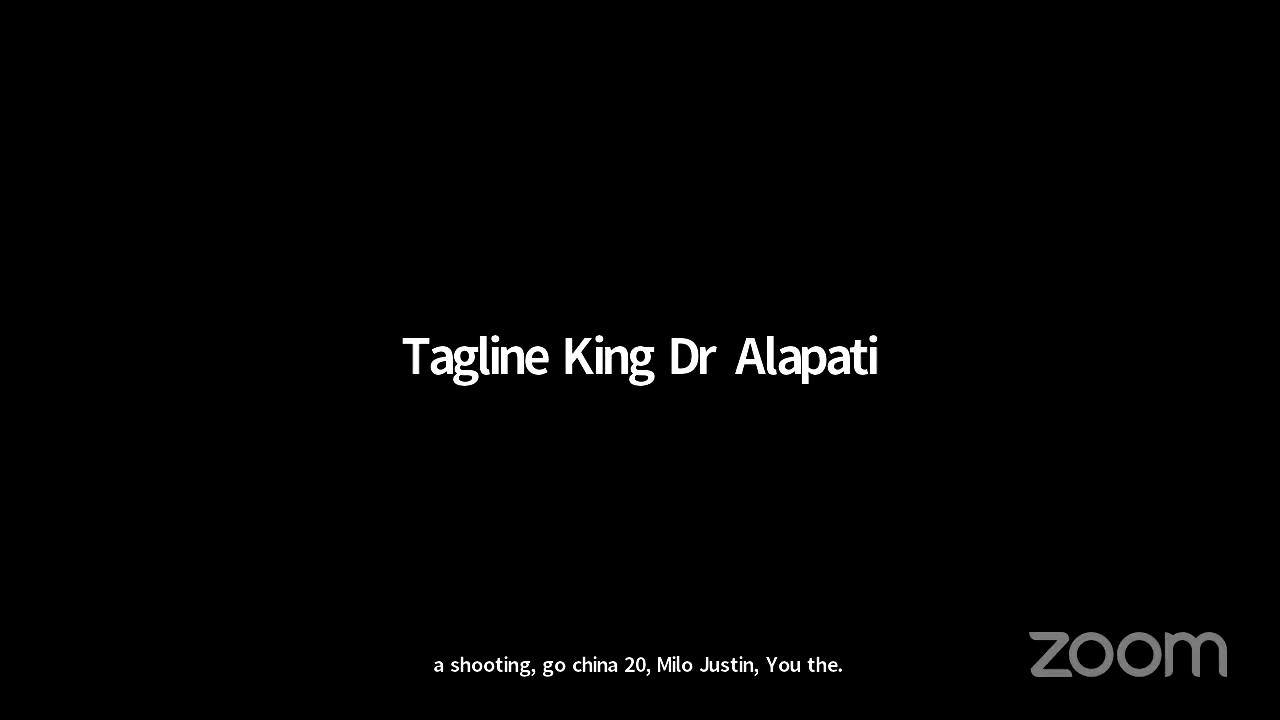 Tagline King Dr  Alapati
a shooting, go china 20, Milo Justin, You the.
zoom